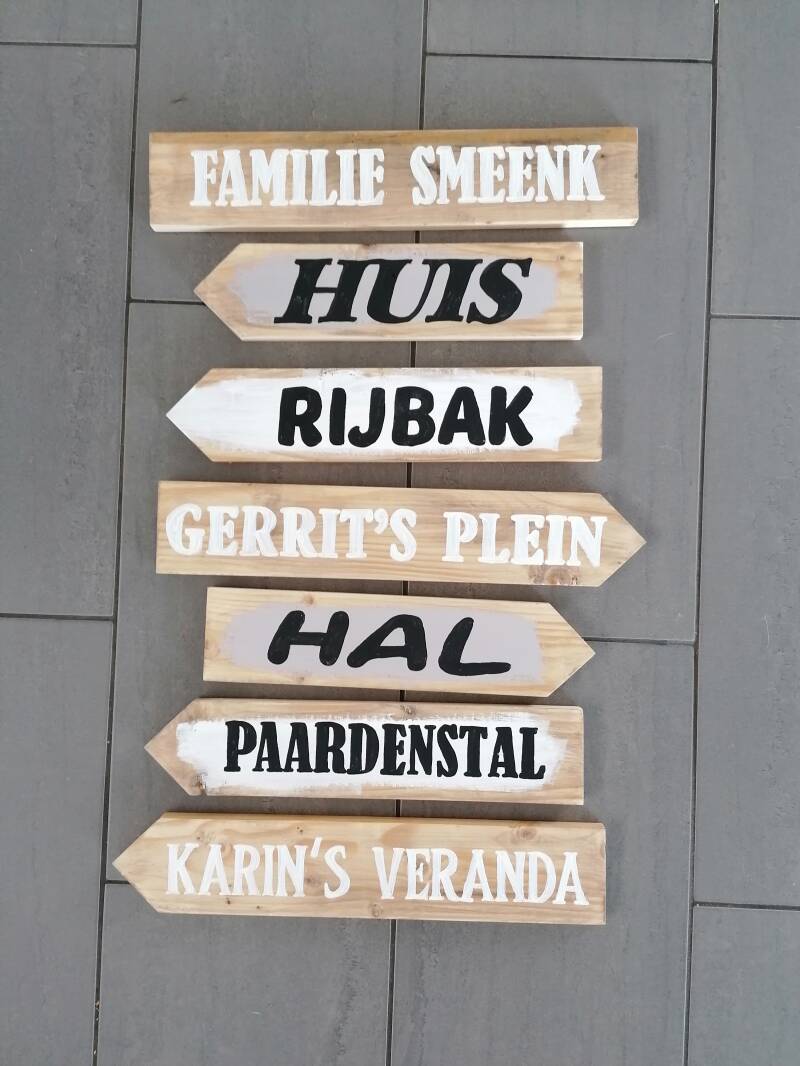 FAMILIE SMEENK
HUIS
RIJBAK
GERRIT'S PLEIN
HAL
PAARDENSTAL
KARIN'S VERANDA